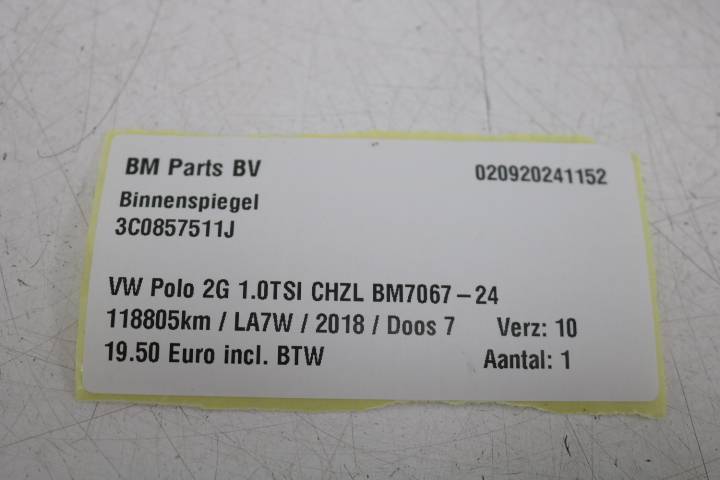 BM Parts BV 020920241152
Binnenspiegel
3C0857511J
VW Polo 2G 1.0TSI CHZL BM7067-24
118805km / LA7W / 2018 / Doos 7 Verz: 10
19.50 Euro incl. BTW Aantal: 1